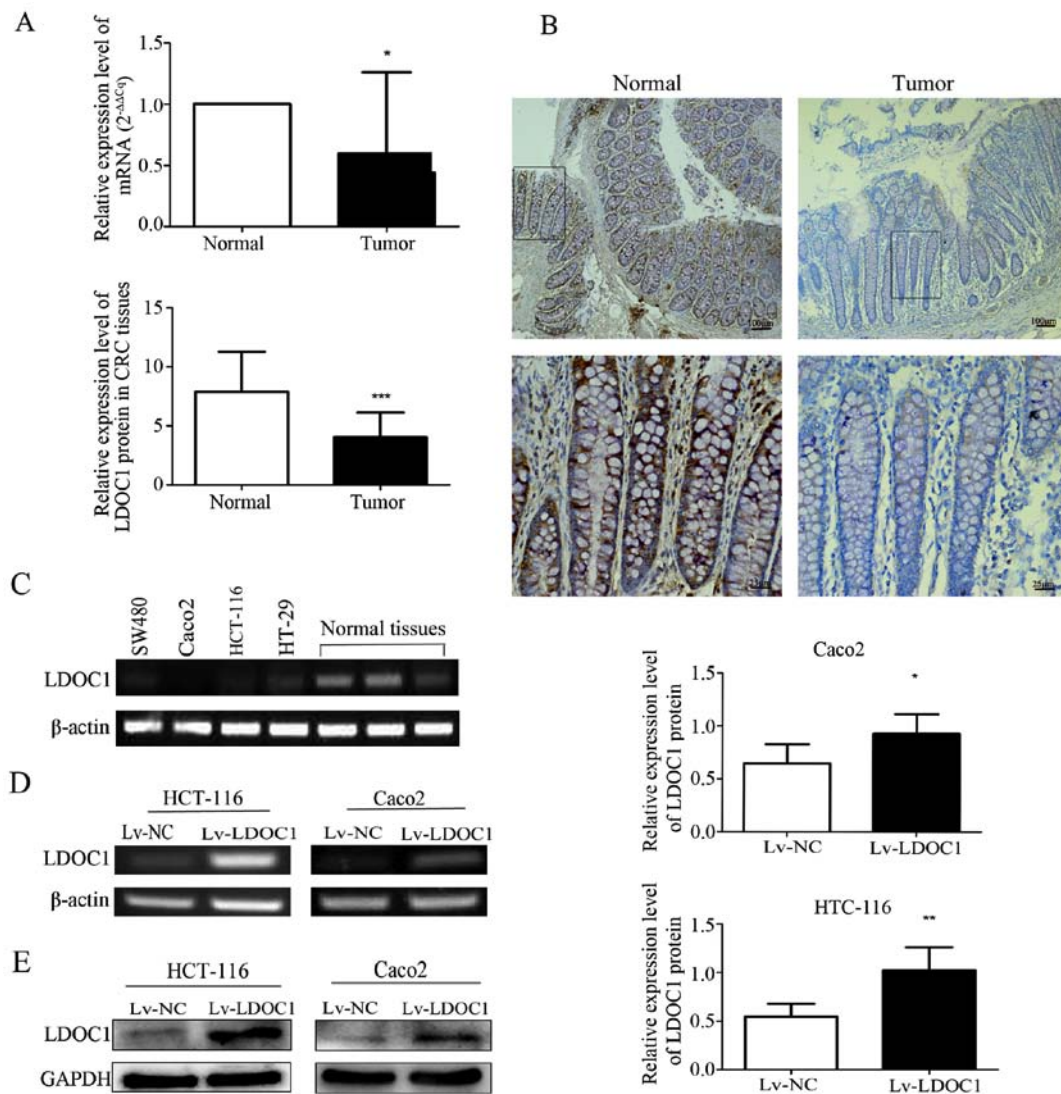 A
Relative expression level of
mRNA (2-ΔΔCq)
1.5
1.0
0.5
0.0
*
Normal
Tumor
Relative expression level of
LDOC1 protein in CRC tissues
15
10
5
0
***
Normal
Tumor
B
Normal
Tumor
100μm
100μm
25μm
C
SW480
Caco2
HCT-116
HT-29
Normal tissues
LDOC1
β-actin
D
HCT-116
Caco2
Lv-NC
Lv-LDOC1
Lv-NC
Lv-LDOC1
LDOC1
β-actin
E
HCT-116
Caco2
Lv-NC
Lv-LDOC1
Lv-NC
Lv-LDOC1
LDOC1
GAPDH
Caco2
Relative expression level
of LDOC1 protein
1.5
1.0
0.5
0.0
*
Lv-NC
Lv-LDOC1
HTC-116
Relative expression level
of LDOC1 protein
1.5
1.0
0.5
0.0
**
Lv-NC
Lv-LDOC1